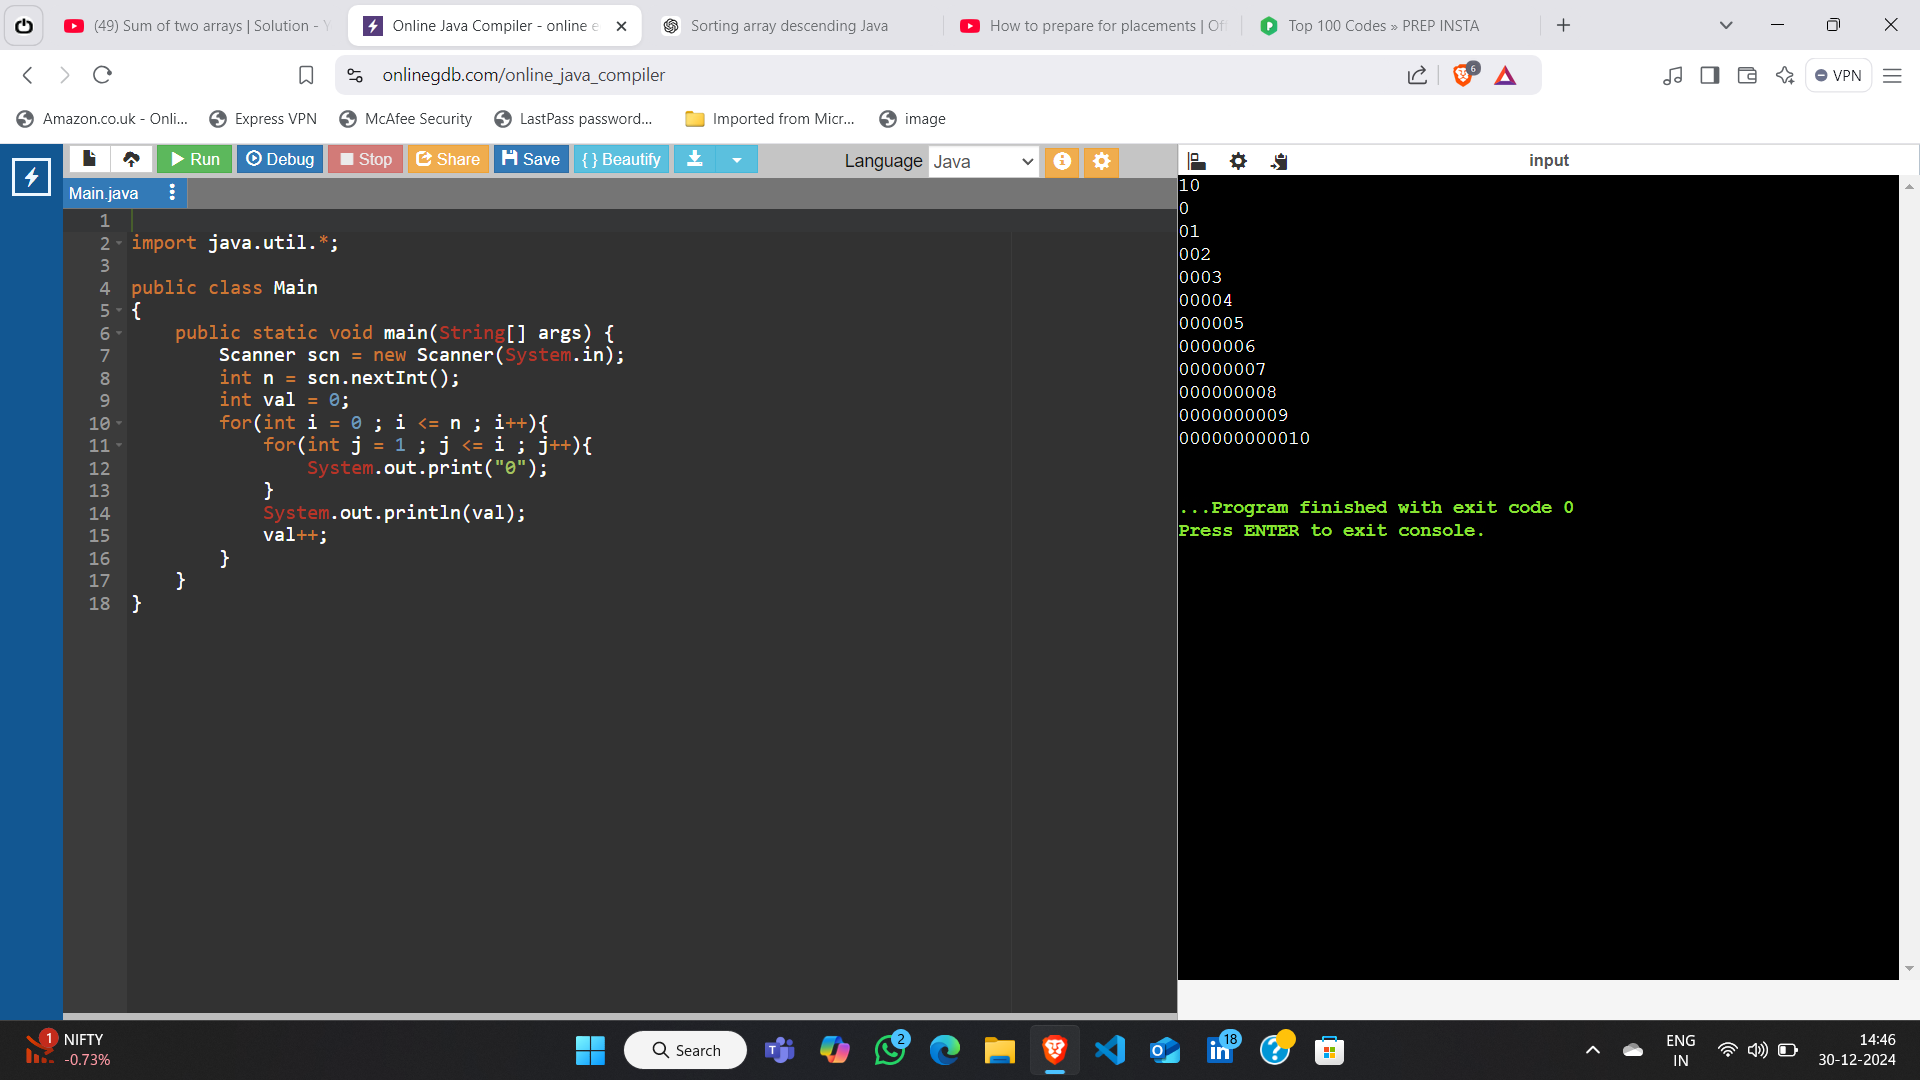 (49) Sum of two arrays | Solution - Y
Online Java Compiler - online e
Sorting array descending Java
How to prepare for placements | Off
Top 100 Codes » PREP INSTA
onlinegdb.com/online_java_compiler
6
VPN
Amazon.co.uk - Onli...
Express VPN
McAfee Security
LastPass password...
Imported from Micr...
image
Run
Debug
Stop
Share
Save
{ } Beautify
Language
Java
input
Main.java
1
2 import java.util.*;
3
4 public class Main
5 {
6     public static void main(String[] args) {
7         Scanner scn = new Scanner(System.in);
8         int n = scn.nextInt();
9         int val = 0;
10         for(int i = 0 ; i <= n ; i++){
11             for(int j = 1 ; j <= i ; j++){
12                 System.out.print("0");
13             }
14             System.out.println(val);
15             val++;
16         }
17     }
18 }
10
0
01
002
0003
00004
000005
0000006
00000007
000000008
0000000009
000000000010
...Program finished with exit code 0
Press ENTER to exit console.
1
NIFTY
-0.73%
Search
2
18
ENG
IN
14:46
30-12-2024